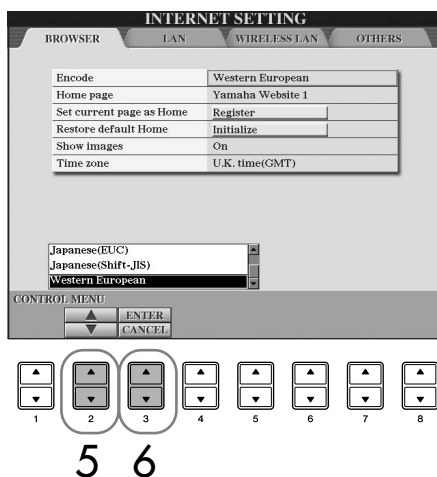 INTERNET SETTING
BROWSER LAN WIRELESS LAN OTHERS
Encode Western European
Home page Yamaha Website 1
Set current page as Home Register
Restore default Home Initialize
Show images On
Time zone U.K. time(GMT)
Japanese(EUC)
Japanese(Shift-JIS)
Western European
CONTROL MENU
ENTER
CANCEL
1 2 3 4 5 6 7 8
5 6